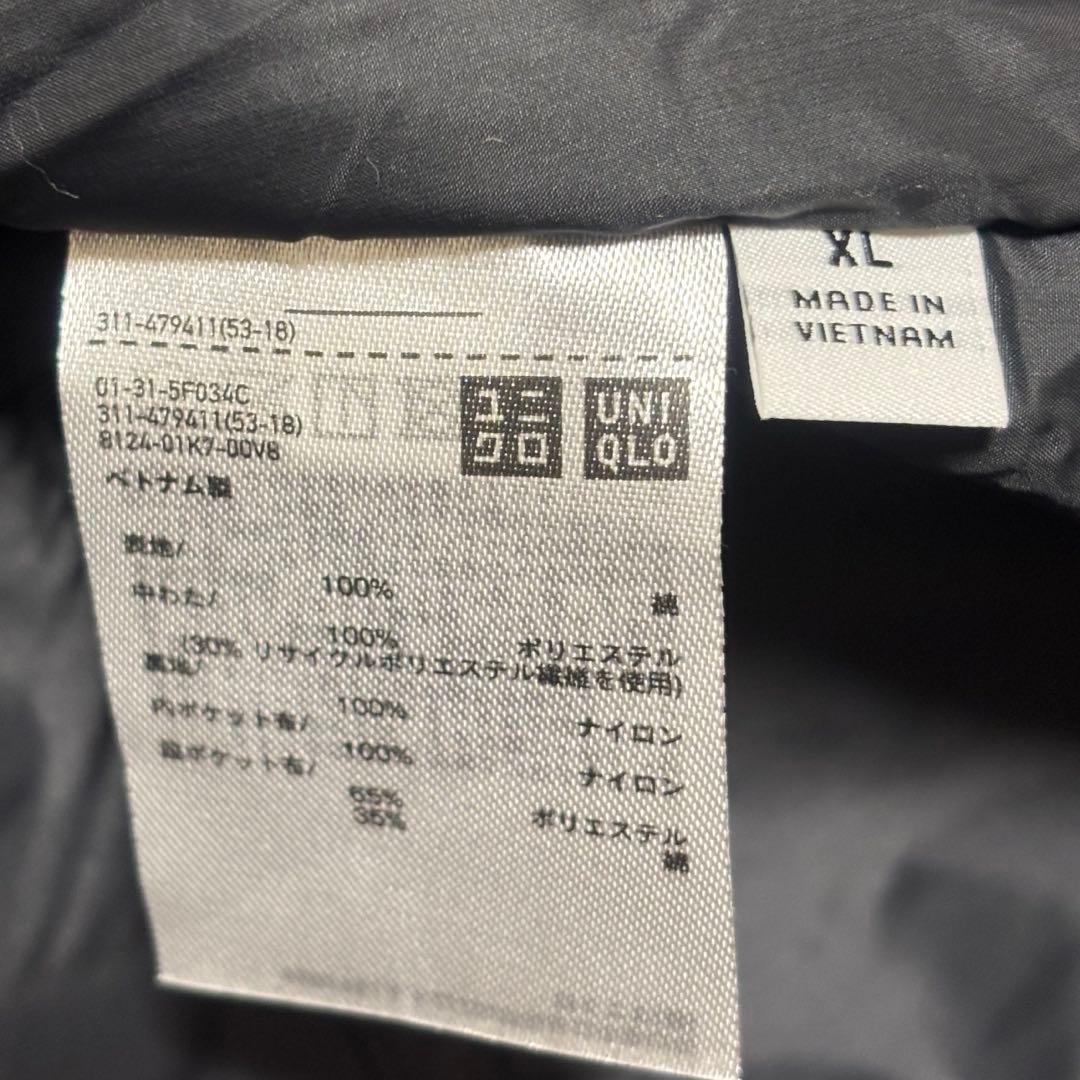 311-479411(53-18)
01-31-5F034C
311-479411(53-18)
8124-01K7-00V8
ベトナム製
ユニ
クロ
UNI
QLO
表地/
100% 綿
中わた/
100% ポリエステル
(30% リサイクルポリエステル繊維を使用)
裏地/
100% ナイロン
内ポケット布/
100% ナイロン
脇ポケット布/
65% ポリエステル
35% 綿
XL
MADE IN
VIETNAM